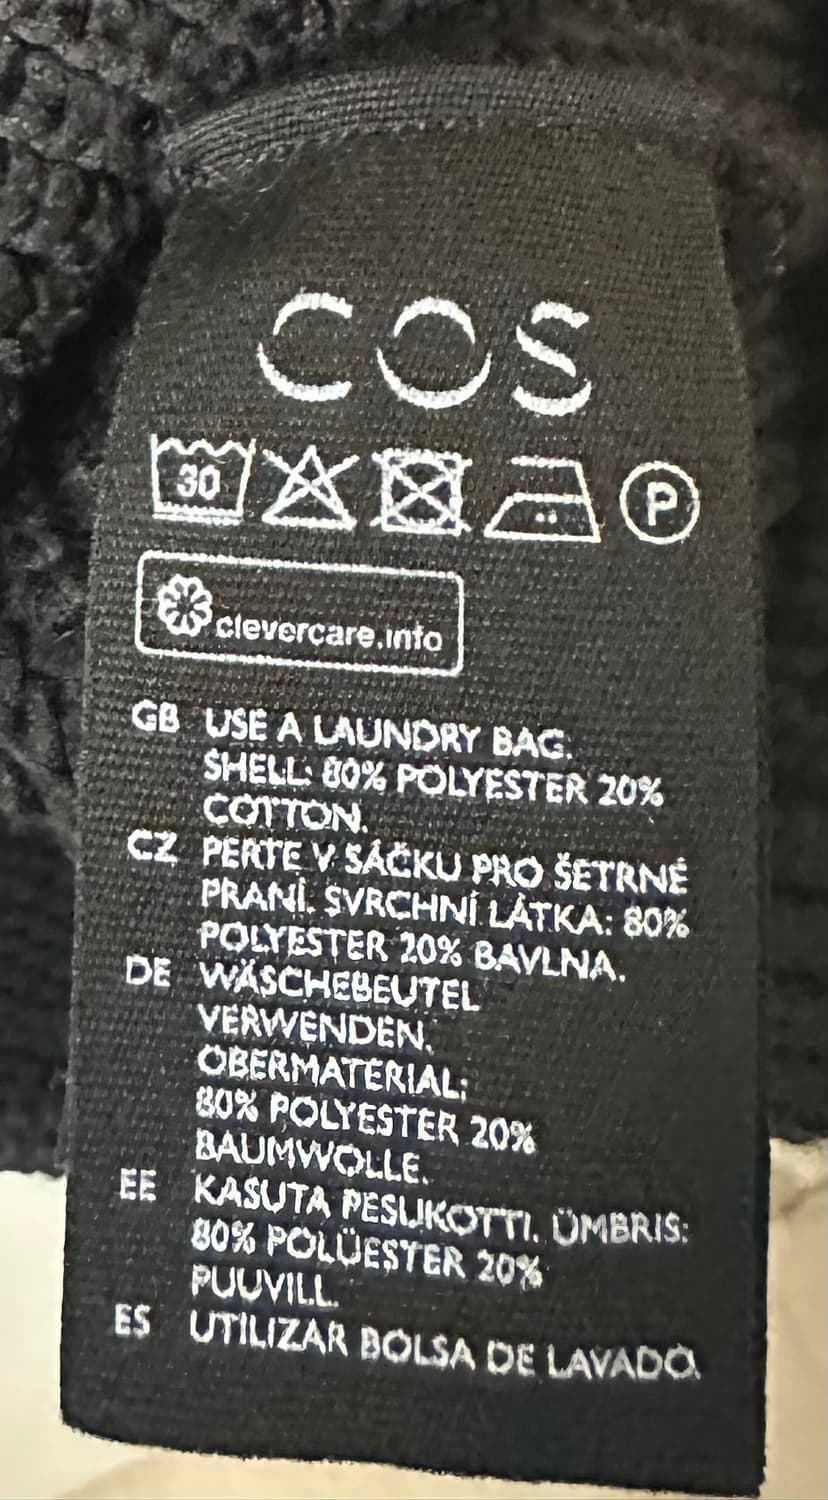 COS
30
P
clevercare.info
GB USE A LAUNDRY BAG.
SHELL: 80% POLYESTER 20%
COTTON.
CZ PERTE V SÁČKU PRO ŠETRNÉ
PRANÍ. SVRCHNÍ LÁTKA: 80%
POLYESTER 20% BAVLNA.
DE WÄSCHEBEUTEL
VERWENDEN.
OBERMATERIAL:
80% POLYESTER 20%
BAUMWOLLE.
EE KASUTA PESUKOTTI. ÜMBRIS:
80% POLÜESTER 20%
PUUVILL.
ES UTILIZAR BOLSA DE LAVADO.